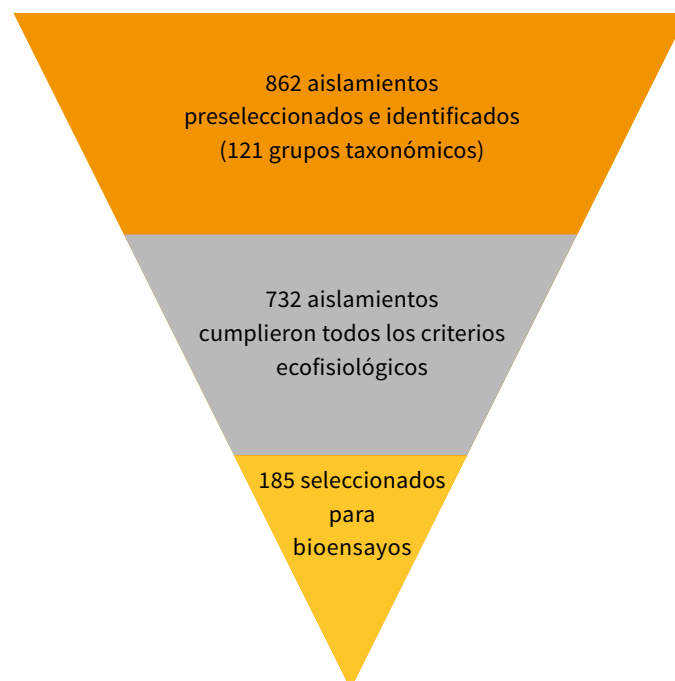 862 aislamientos
preseleccionados e identificados
(121 grupos taxonómicos)
732 aislamientos
cumplieron todos los criterios
ecofisiológicos
185 seleccionados
para
bioensayos